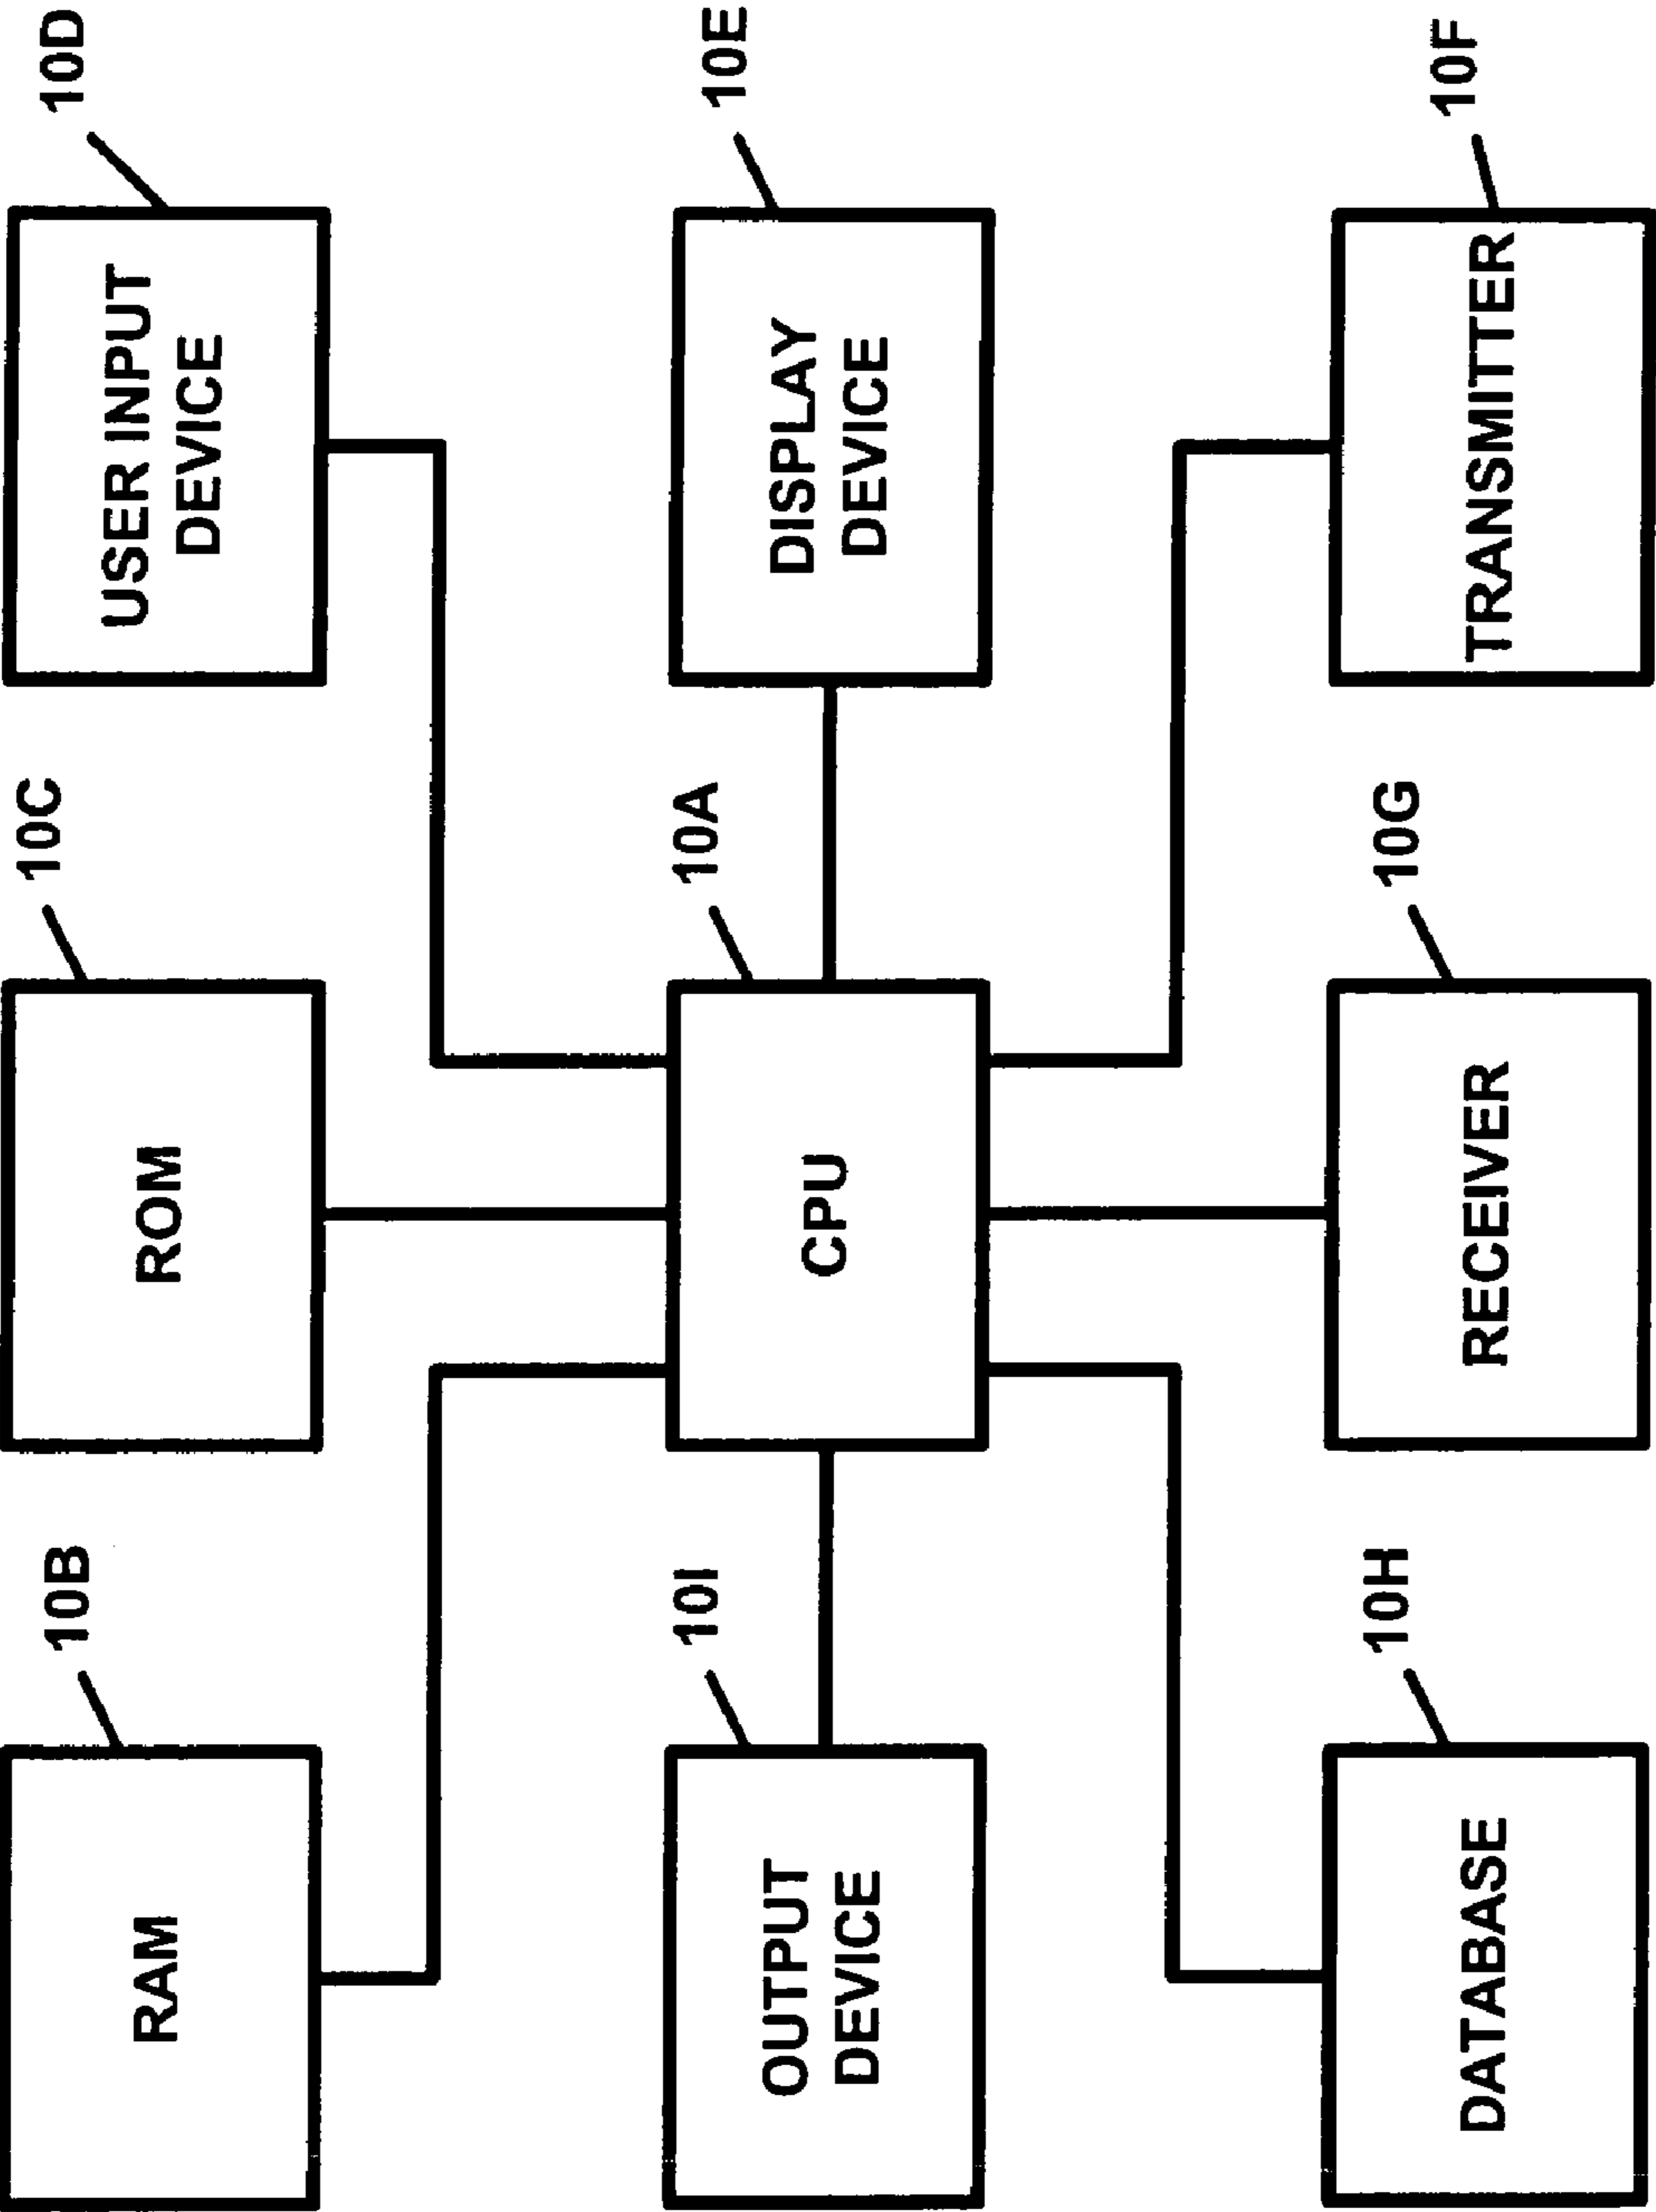 10B
10C
10D
RAM
ROM
USER INPUT
DEVICE
10I
10A
10E
OUTPUT
DEVICE
CPU
DISPLAY
DEVICE
10H
10G
10F
DATABASE
RECEIVER
TRANSMITTER